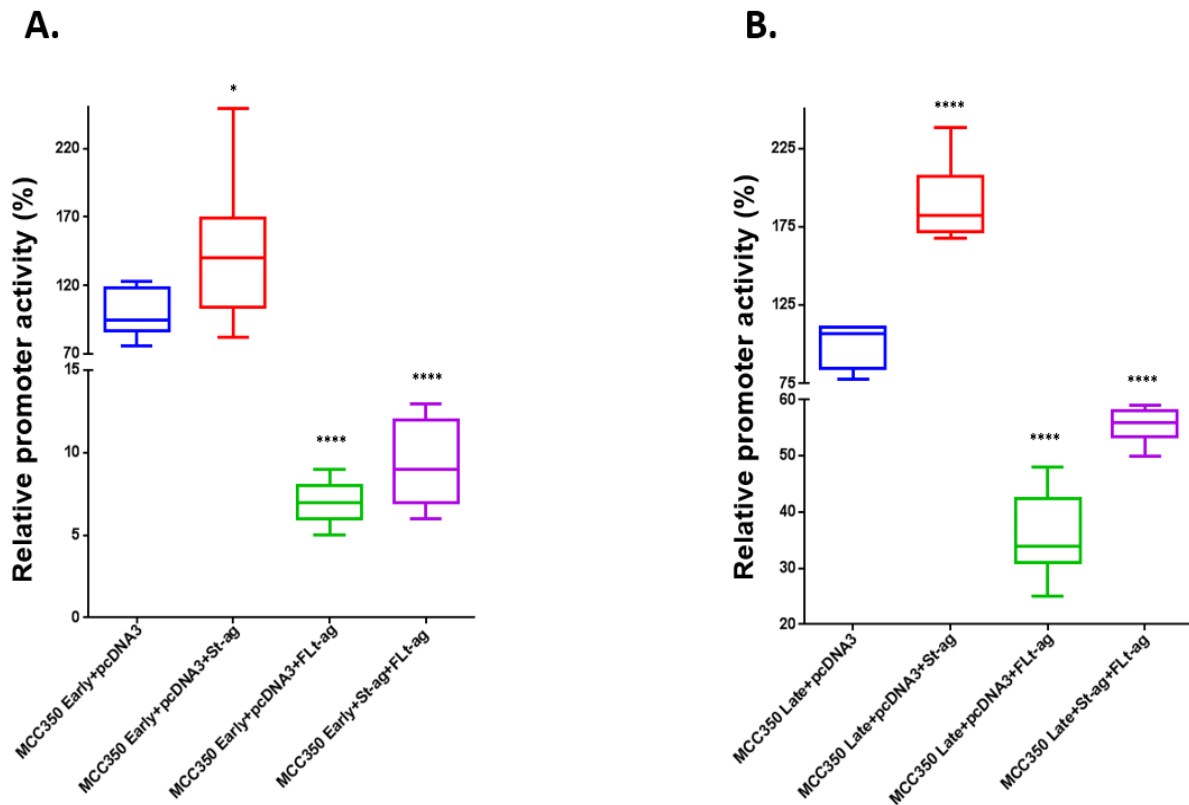 A.
Relative promoter activity (%)
220
170
120
70
15
10
5
0
*
****
****
MCC350 Early+pcDNA3
MCC350 Early+pcDNA3+St-ag
MCC350 Early+pcDNA3+FLt-ag
MCC350 Early+St-ag+FLt-ag
B.
Relative promoter activity (%)
225
175
125
75
60
50
40
30
20
****
****
****
MCC350 Late+pcDNA3
MCC350 Late+pcDNA3+St-ag
MCC350 Late+pcDNA3+FLt-ag
MCC350 Late+St-ag+FLt-ag